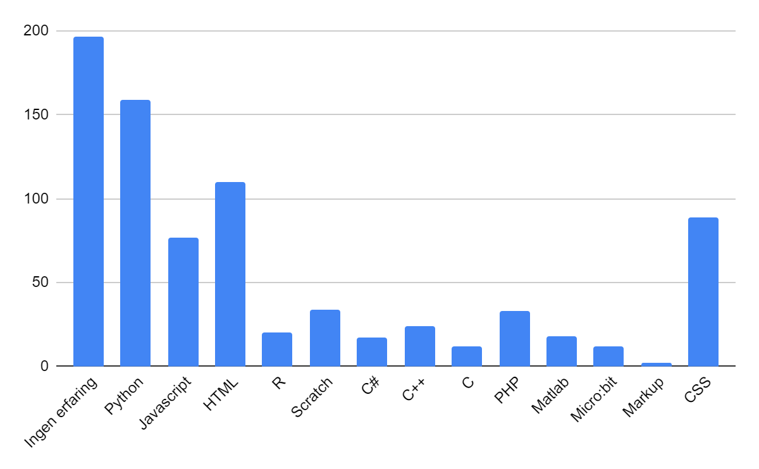 200
150
100
50
0
Ingen erfaring
Python
Javascript
HTML
R
Scratch
C#
C++
C
PHP
Matlab
Micro:bit
Markup
CSS